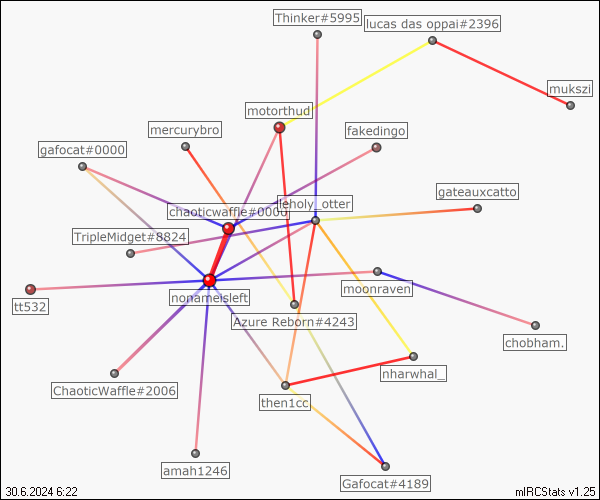 Thinker#5995
lucas das oppai#2396
mukszi
motorthud
mercurybro
fakedingo
gafocat#0000
gateauxcatto
leholy_otter
chaoticwaffle#0000
TripleMidget#8824
moonraven
nonameisleft
tt532
Azure Reborn#4243
chobham.
nharwhal_
ChaoticWaffle#2006
then1cc
amah1246
Gafocat#4189
30.6.2024 6:22
mIRCStats v1.25